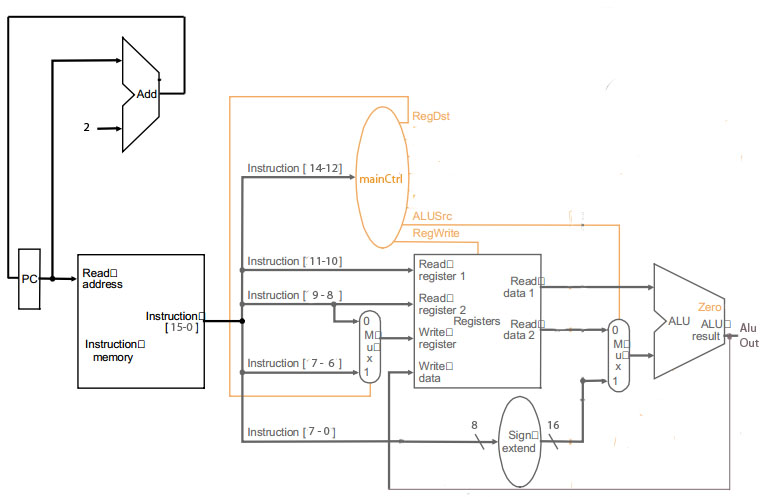 Add
2
RegDst
Instruction [ 14-12]
mainCtrl
ALUSrc
RegWrite
PC
Read
address
Instruction
[ 15-0 ]
Instruction
memory
Instruction [ 11-10]
Instruction [ 9 - 8 ]
Instruction [ 7 - 6 ]
Instruction [ 7 - 0 ]
0
M
u
x
1
Read
register 1
Read
register 2
Write
register
Write
data
Registers
Read
data 1
Read
data 2
8
Sign
extend
16
0
M
u
x
1
Zero
ALU
ALU
result
Alu
Out